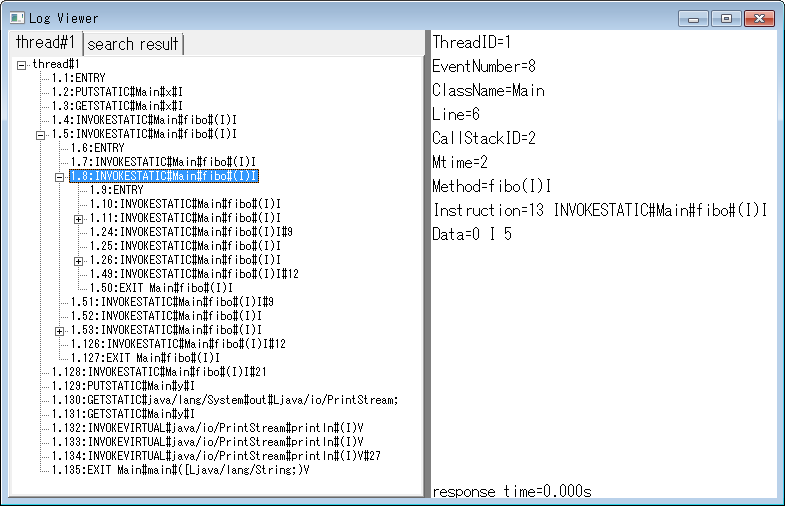 Log Viewer
thread#1
search result
thread#1
1.1:ENTRY
1.2:PUTSTATIC#Main#x#I
1.3:GETSTATIC#Main#x#I
1.4:INVOKESTATIC#Main#fibo#(I)I
1.5:INVOKESTATIC#Main#fibo#(I)I
1.6:ENTRY
1.7:INVOKESTATIC#Main#fibo#(I)I
1.8:INVOKESTATIC#Main#fibo#(I)I
1.9:ENTRY
1.10:INVOKESTATIC#Main#fibo#(I)I
1.11:INVOKESTATIC#Main#fibo#(I)I
1.24:INVOKESTATIC#Main#fibo#(I)I#9
1.25:INVOKESTATIC#Main#fibo#(I)I
1.26:INVOKESTATIC#Main#fibo#(I)I
1.49:INVOKESTATIC#Main#fibo#(I)I#12
1.50:EXIT Main#fibo#(I)I
1.51:INVOKESTATIC#Main#fibo#(I)I#9
1.52:INVOKESTATIC#Main#fibo#(I)I
1.53:INVOKESTATIC#Main#fibo#(I)I
1.126:INVOKESTATIC#Main#fibo#(I)I#12
1.127:EXIT Main#fibo#(I)I
1.128:INVOKESTATIC#Main#fibo#(I)I#21
1.129:PUTSTATIC#Main#y#I
1.130:GETSTATIC#java/lang/System#out#Ljava/io/PrintStream;
1.131:GETSTATIC#Main#y#I
1.132:INVOKEVIRTUAL#java/io/PrintStream#println#(I)V
1.133:INVOKEVIRTUAL#java/io/PrintStream#println#(I)V
1.134:INVOKEVIRTUAL#java/io/PrintStream#println#(I)V#27
1.135:EXIT Main#main#([Ljava/lang/String;)V
ThreadID=1
EventNumber=8
ClassName=Main
Line=6
CallStackID=2
Mtime=2
Method=fibo(I)I
Instruction=13 INVOKESTATIC#Main#fibo#(I)I
Data=0 I 5
response time=0.000s